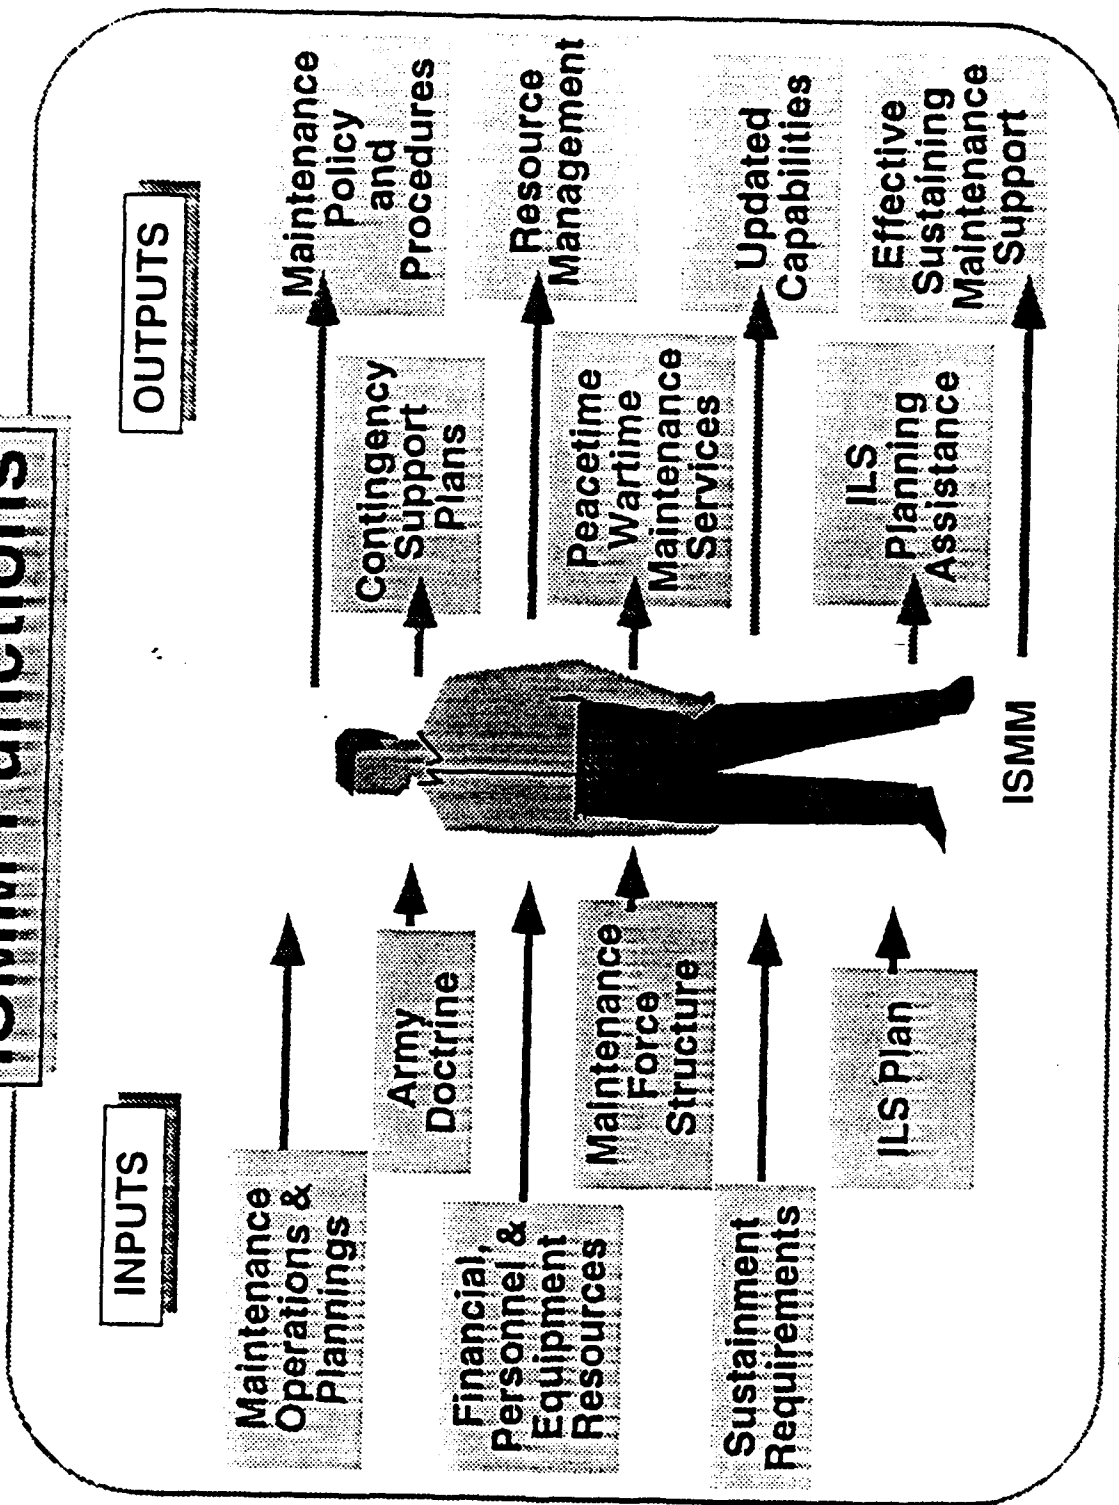 ISMM Functions
INPUTS
OUTPUTS
Maintenance
Operations &
Plannings
Army
Doctrine
Financial,
Personnel &
Equipment
Resources
Maintenance
Force
Structure
Sustainment
Requirements
ILS Plan
ISMM
Maintenance
Policy
and
Procedures
Contingency
Support
Plans
Resource
Management
Peacetime
Wartime
Maintenance
Services
Updated
Capabilities
ILS
Planning
Assistance
Effective
Sustaining
Maintenance
Support